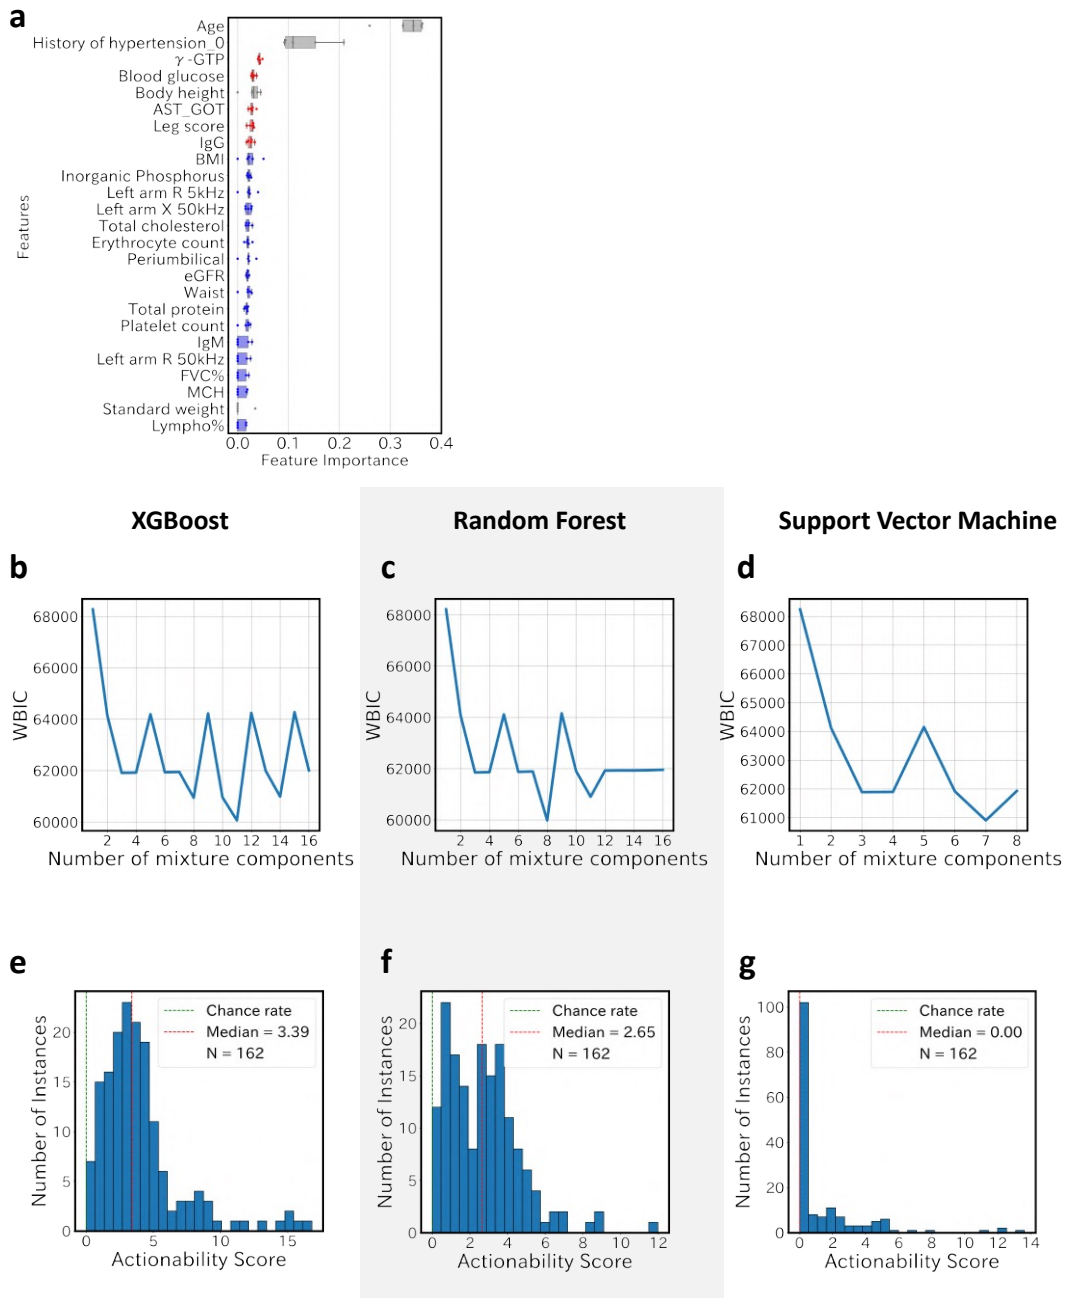 a
Features
Age
History of hypertension_0
γ-GTP
Blood glucose
Body height
AST_GOT
Leg score
IgG
BMI
Inorganic Phosphorus
Left arm R 5kHz
Left arm X 50kHz
Total cholesterol
Erythrocyte count
Periumbilical
eGFR
Waist
Total protein
Platelet count
IgM
Left arm R 50kHz
FVC%
MCH
Standard weight
Lympho%
0.0 0.1 0.2 0.3 0.4
Feature Importance
XGBoost Random Forest Support Vector Machine
b
WBIC
68000
66000
64000
62000
60000
2 4 6 8 10 12 14 16
Number of mixture components
c
WBIC
68000
66000
64000
62000
60000
2 4 6 8 10 12 14 16
Number of mixture components
d
WBIC
68000
67000
66000
65000
64000
63000
62000
61000
1 2 3 4 5 6 7 8
Number of mixture components
e
Number of Instances
Chance rate
Median = 3.39
N = 162
20
15
10
5
0
0 5 10 15
Actionability Score
f
Number of Instances
Chance rate
Median = 2.65
N = 162
20
15
10
5
0
0 2 4 6 8 10 12
Actionability Score
g
Number of Instances
Chance rate
Median = 0.00
N = 162
100
80
60
40
20
0
0 2 4 6 8 10 12 14
Actionability Score